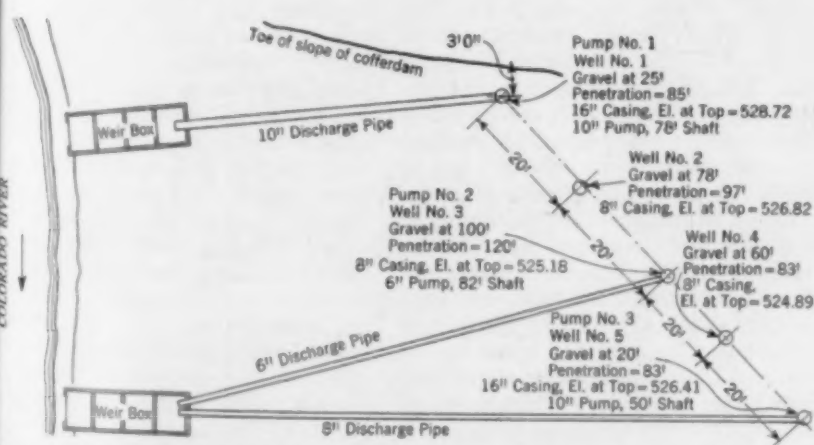 Toe of slope of cofferdam
3'0"
Pump No. 1
Well No. 1
Gravel at 25'
Penetration=85'
16" Casing, El. at Top=528.72
10" Pump, 78' Shaft
Weir Box
10" Discharge Pipe
20'
Well No. 2
Gravel at 78'
Penetration=97'
8" Casing, El. at Top=526.82
COLORADO RIVER
Pump No. 2
Well No. 3
Gravel at 100'
Penetration=120'
8" Casing, El. at Top=525.18
6" Pump, 82' Shaft
20'
Well No. 4
Gravel at 60'
Penetration=83'
8" Casing,
El. at Top=524.89
6" Discharge Pipe
20'
Pump No. 3
Well No. 5
Gravel at 20'
Penetration=83'
16" Casing, El. at Top=526.41
10" Pump, 50' Shaft
20'
Weir Box
8" Discharge Pipe